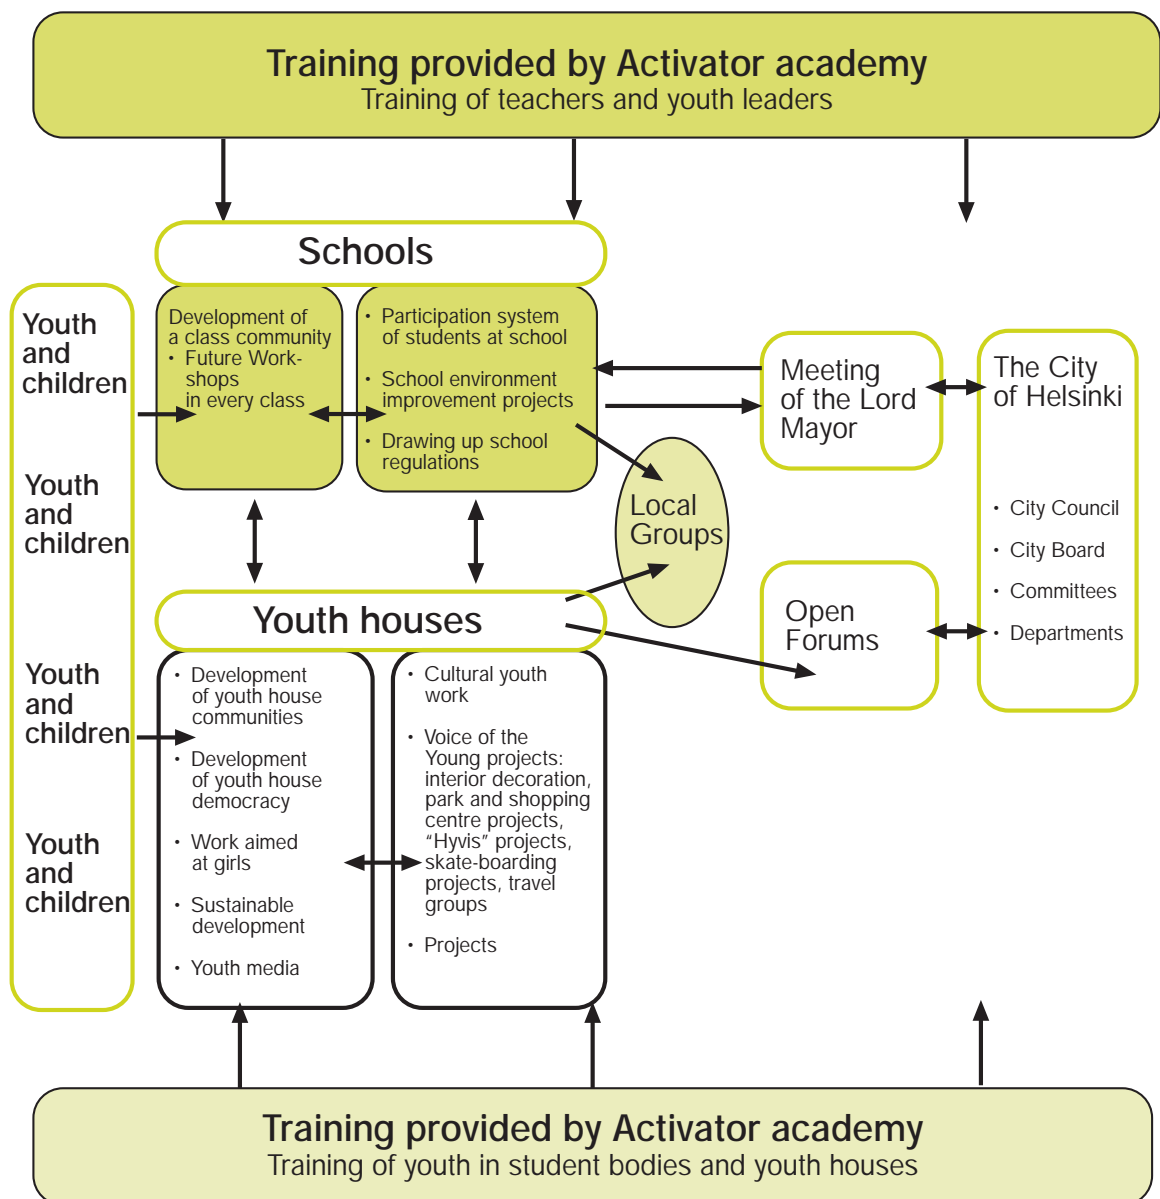 Training provided by Activator academy
Training of teachers and youth leaders
Schools
Youth
and
children
Youth
and
children
Youth
and
children
Youth
and
children
Development of
a class community
• Future Work-
shops
in every class
• Participation system
of students at school
• School environment
improvement projects
• Drawing up school
regulations
Local
Groups
Meeting
of the Lord
Mayor
The City
of Helsinki
• City Council
• City Board
• Committees
• Departments
Open
Forums
Youth houses
• Development
of youth house
communities
• Development
of youth house
democracy
• Work aimed
at girls
• Sustainable
development
• Youth media
• Cultural youth
work
• Voice of the
Young projects:
interior decoration,
park and shopping
centre projects,
“Hyvis” projects,
skate-boarding
projects, travel
groups
• Projects
Training provided by Activator academy
Training of youth in student bodies and youth houses